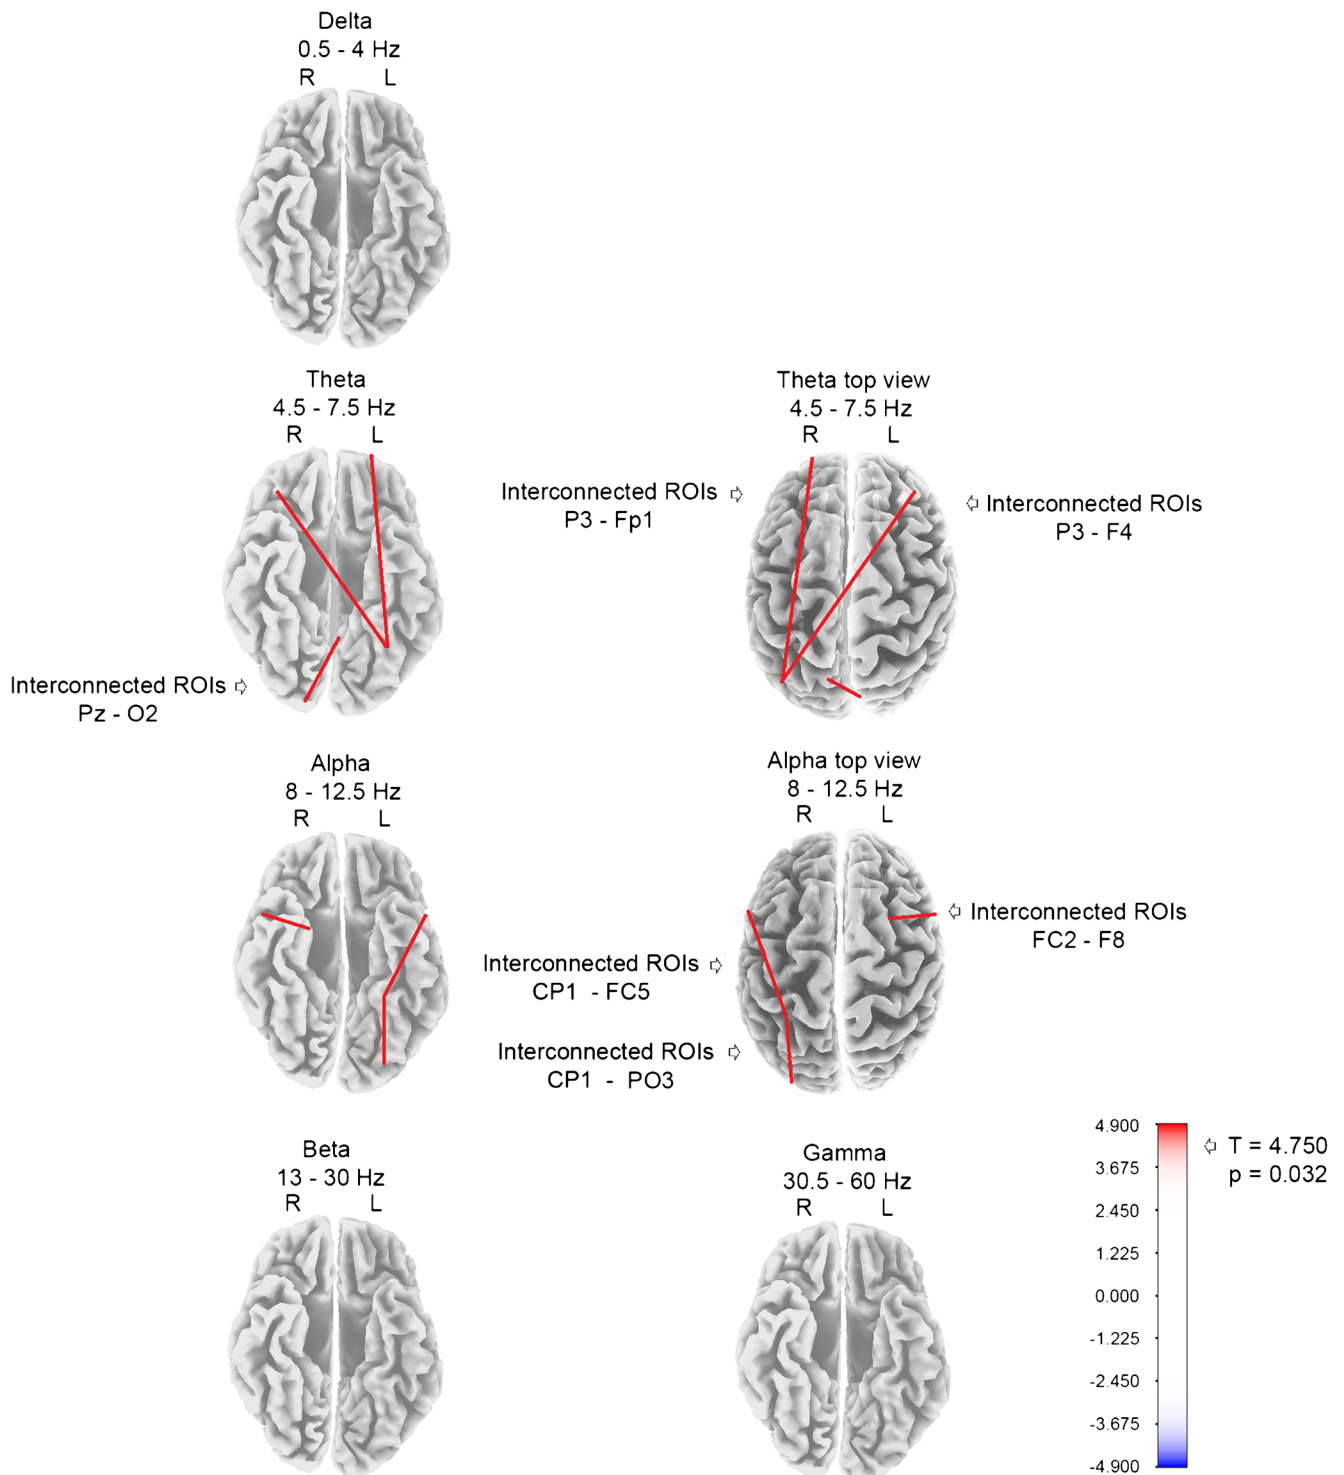 Delta
0.5 - 4 Hz
R L
Theta
4.5 - 7.5 Hz
R L
Theta top view
4.5 - 7.5 Hz
R L
Interconnected ROIs
P3 - Fp1
Interconnected ROIs
P3 - F4
Interconnected ROIs
Pz - O2
Alpha
8 - 12.5 Hz
R L
Alpha top view
8 - 12.5 Hz
R L
Interconnected ROIs
FC2 - F8
Interconnected ROIs
CP1 - FC5
Interconnected ROIs
CP1 - PO3
Beta
13 - 30 Hz
R L
Gamma
30.5 - 60 Hz
R L
4.900
3.675
2.450
1.225
0.000
-1.225
-2.450
-3.675
-4.900
T = 4.750
p = 0.032